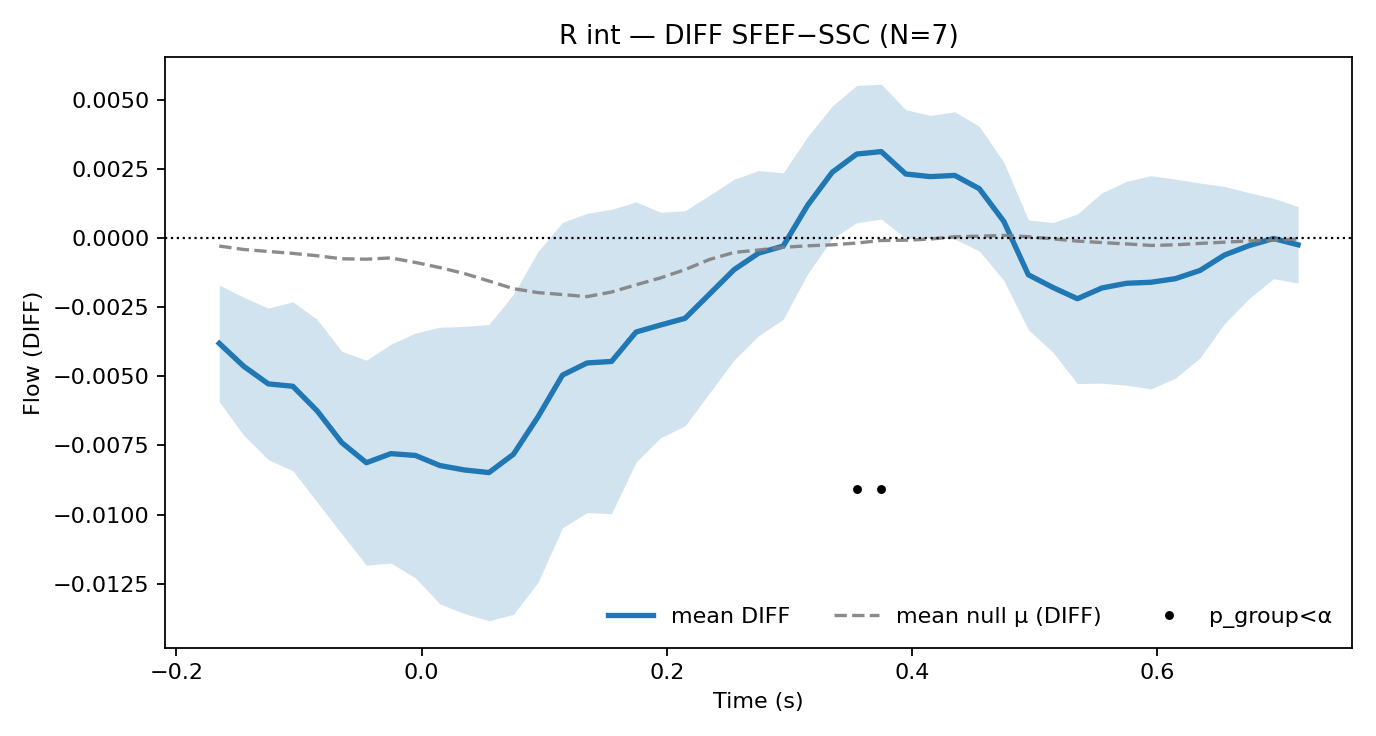 R int — DIFF SFEF−SSC (N=7)
0.0050
0.0025
0.0000
−0.0025
−0.0050
−0.0075
−0.0100
−0.0125
Flow (DIFF)
mean DIFF
mean null μ (DIFF)
p_group<α
−0.2
0.0
0.2
0.4
0.6
Time (s)